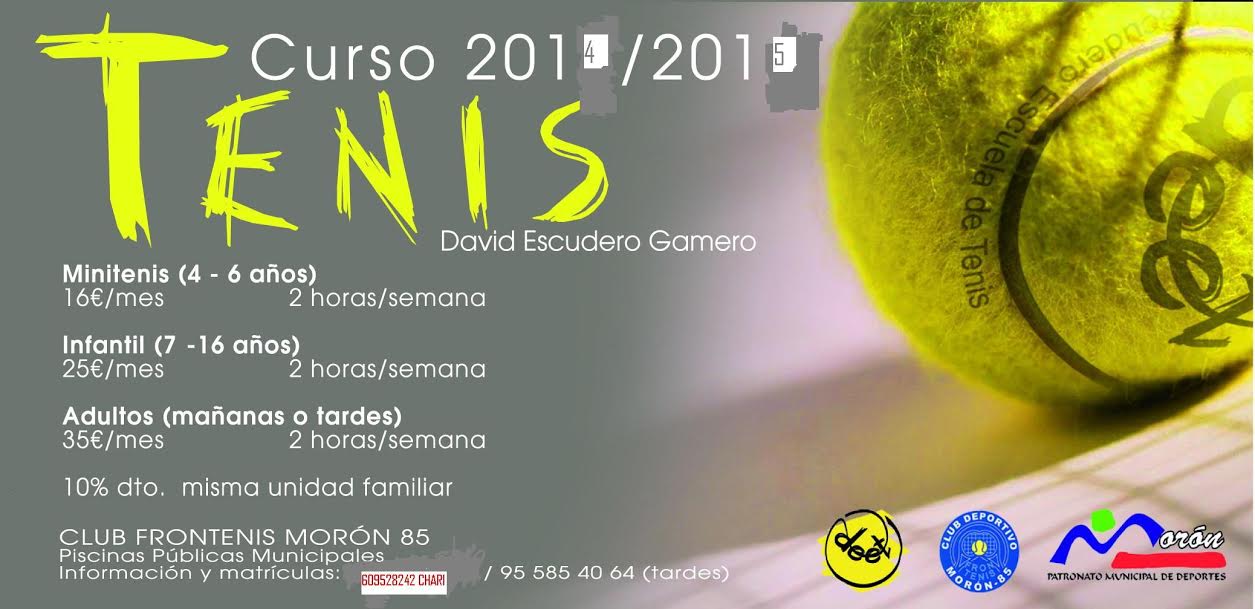 Curso 2014/2015
TENIS
David Escudero Gamero
Minitenis (4 - 6 años)
16€/mes 2 horas/semana
Infantil (7 -16 años)
25€/mes 2 horas/semana
Adultos (mañanas o tardes)
35€/mes 2 horas/semana
10% dto. misma unidad familiar
CLUB FRONTENIS MORÓN 85
Piscinas Públicas Municipales
Información y matrículas: 609528242 CHARI / 95 585 40 64 (tardes)
Escudero Escuela de Tenis
deet
CLUB DEPORTIVO
FRONTENIS
MORÓN-85
Morón
PATRONATO MUNICIPAL DE DEPORTES